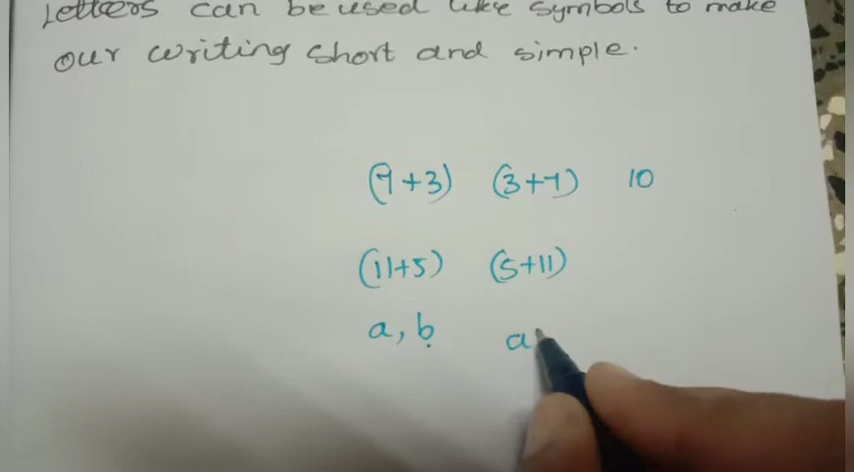 Letters can be used like symbols to make
our writing short and simple.
(7+3) (3+7) 10
(11+5) (5+11)
a, b a